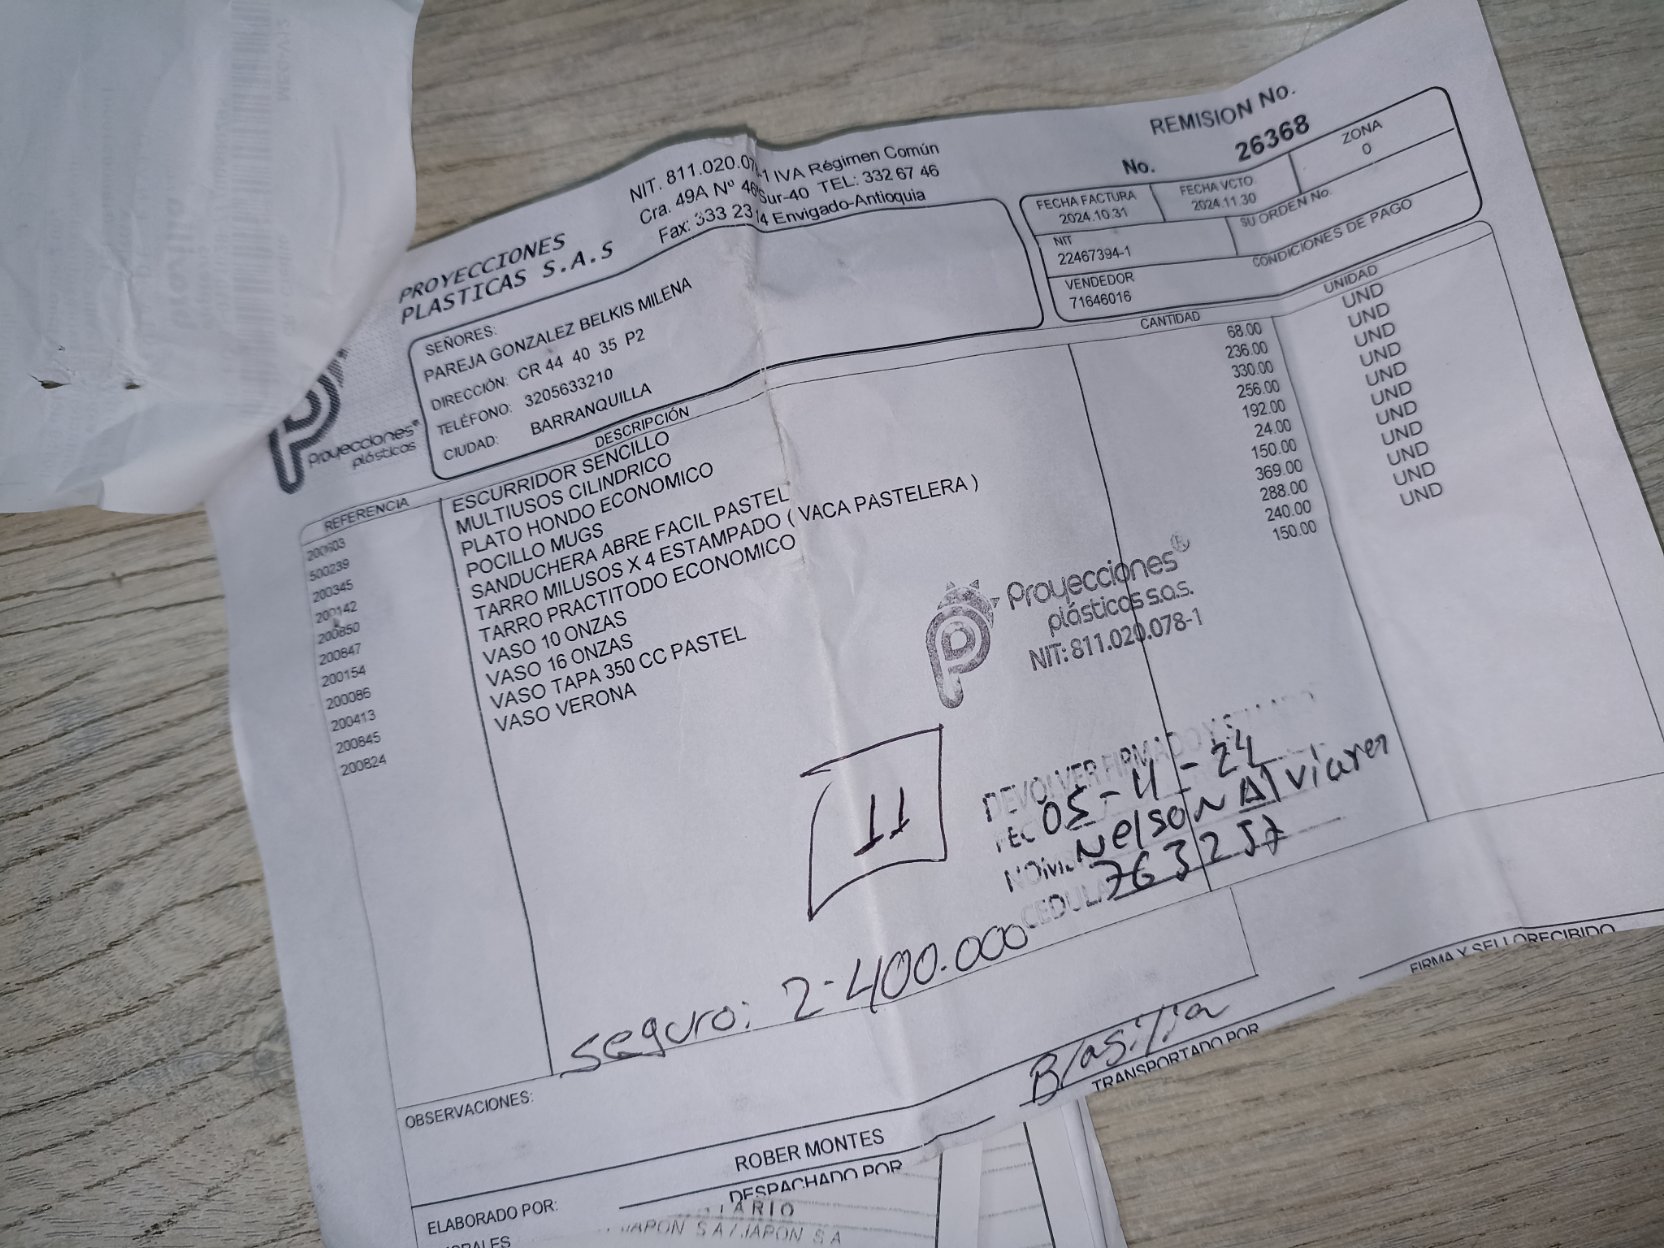 REMISION No.
No. 26368
NIT. 811.020.07 -1 IVA Régimen Común
Cra. 49A Nº 46 Sur-40 TEL: 332 67 46
Fax: 333 23 4 Envigado-Antioquia
PROYECCIONES
PLASTICAS S.A.S
FECHA FACTURA
2024.10.31
FECHA VCTO
2024.11.30
ZONA
0
NIT
22467394-1
SU ORDEN No.
VENDEDOR
71646016
CONDICIONES DE PAGO
SEÑORES:
PAREJA GONZALEZ BELKIS MILENA
DIRECCIÓN: CR 44 40 35 P2
TELÉFONO: 3205633210
CIUDAD: BARRANQUILLA
Proyecciones®
plásticas
REFERENCIA DESCRIPCIÓN CANTIDAD UNIDAD
200603 ESCURRIDOR SENCILLO 68.00 UND
500239 MULTIUSOS CILINDRICO 236.00 UND
200345 PLATO HONDO ECONOMICO 330.00 UND
200142 POCILLO MUGS 256.00 UND
200850 SANDUCHERA ABRE FACIL PASTEL 192.00 UND
200847 TARRO MILUSOS X 4 ESTAMPADO ( VACA PASTELERA ) 24.00 UND
200154 TARRO PRACTITODO ECONOMICO 150.00 UND
200086 VASO 10 ONZAS 369.00 UND
200413 VASO 16 ONZAS 288.00 UND
200845 VASO TAPA 350 CC PASTEL 240.00 UND
200824 VASO VERONA 150.00 UND
Proyecciones®
plásticas s.a.s.
NIT: 811.020.078-1
11
DEVOLVER FIRMADO Y
05-11-24
Nelson Alviarez
CEDULA 763257
seguro: 2-400.000
OBSERVACIONES:
Brasilia
TRANSPORTADO POR
FIRMA Y SELLO RECIBIDO
ROBER MONTES
DESPACHADO POR
ELABORADO POR:
JAPON S A / JAPON S A